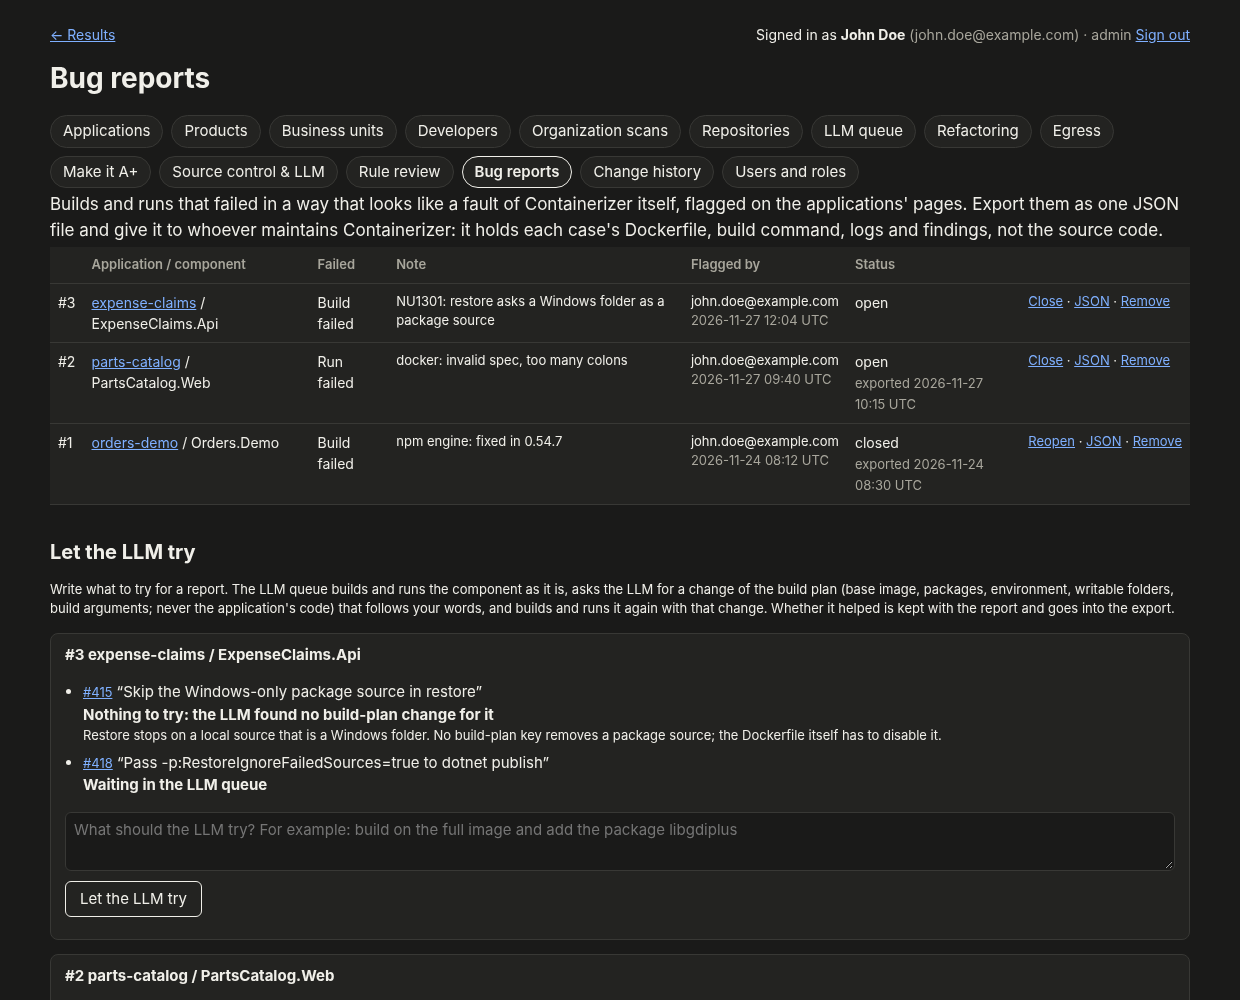 ← Results
Signed in as John Doe (john.doe@example.com) · admin Sign out
Bug reports
Applications Products Business units Developers Organization scans Repositories LLM queue Refactoring Egress
Make it A+ Source control & LLM Rule review Bug reports Change history Users and roles
Builds and runs that failed in a way that looks like a fault of Containerizer itself, flagged on the applications' pages. Export them as one JSON
file and give it to whoever maintains Containerizer: it holds each case's Dockerfile, build command, logs and findings, not the source code.
Application / component Failed Note Flagged by Status
#3 expense-claims / Build NU1301: restore asks a Windows folder as a john.doe@example.com open Close · JSON · Remove
ExpenseClaims.Api failed package source 2026-11-27 12:04 UTC
#2 parts-catalog / Run docker: invalid spec, too many colons john.doe@example.com open Close · JSON · Remove
PartsCatalog.Web failed 2026-11-27 09:40 UTC exported 2026-11-27
10:15 UTC
#1 orders-demo / Orders.Demo Build npm engine: fixed in 0.54.7 john.doe@example.com closed Reopen · JSON · Remove
failed 2026-11-24 08:12 UTC exported 2026-11-24
08:30 UTC
Let the LLM try
Write what to try for a report. The LLM queue builds and runs the component as it is, asks the LLM for a change of the build plan (base image, packages, environment, writable folders,
build arguments; never the application's code) that follows your words, and builds and runs it again with that change. Whether it helped is kept with the report and goes into the export.
#3 expense-claims / ExpenseClaims.Api
• #415 “Skip the Windows-only package source in restore”
Nothing to try: the LLM found no build-plan change for it
Restore stops on a local source that is a Windows folder. No build-plan key removes a package source; the Dockerfile itself has to disable it.
• #418 “Pass -p:RestoreIgnoreFailedSources=true to dotnet publish”
Waiting in the LLM queue
What should the LLM try? For example: build on the full image and add the package libgdiplus
Let the LLM try
#2 parts-catalog / PartsCatalog.Web